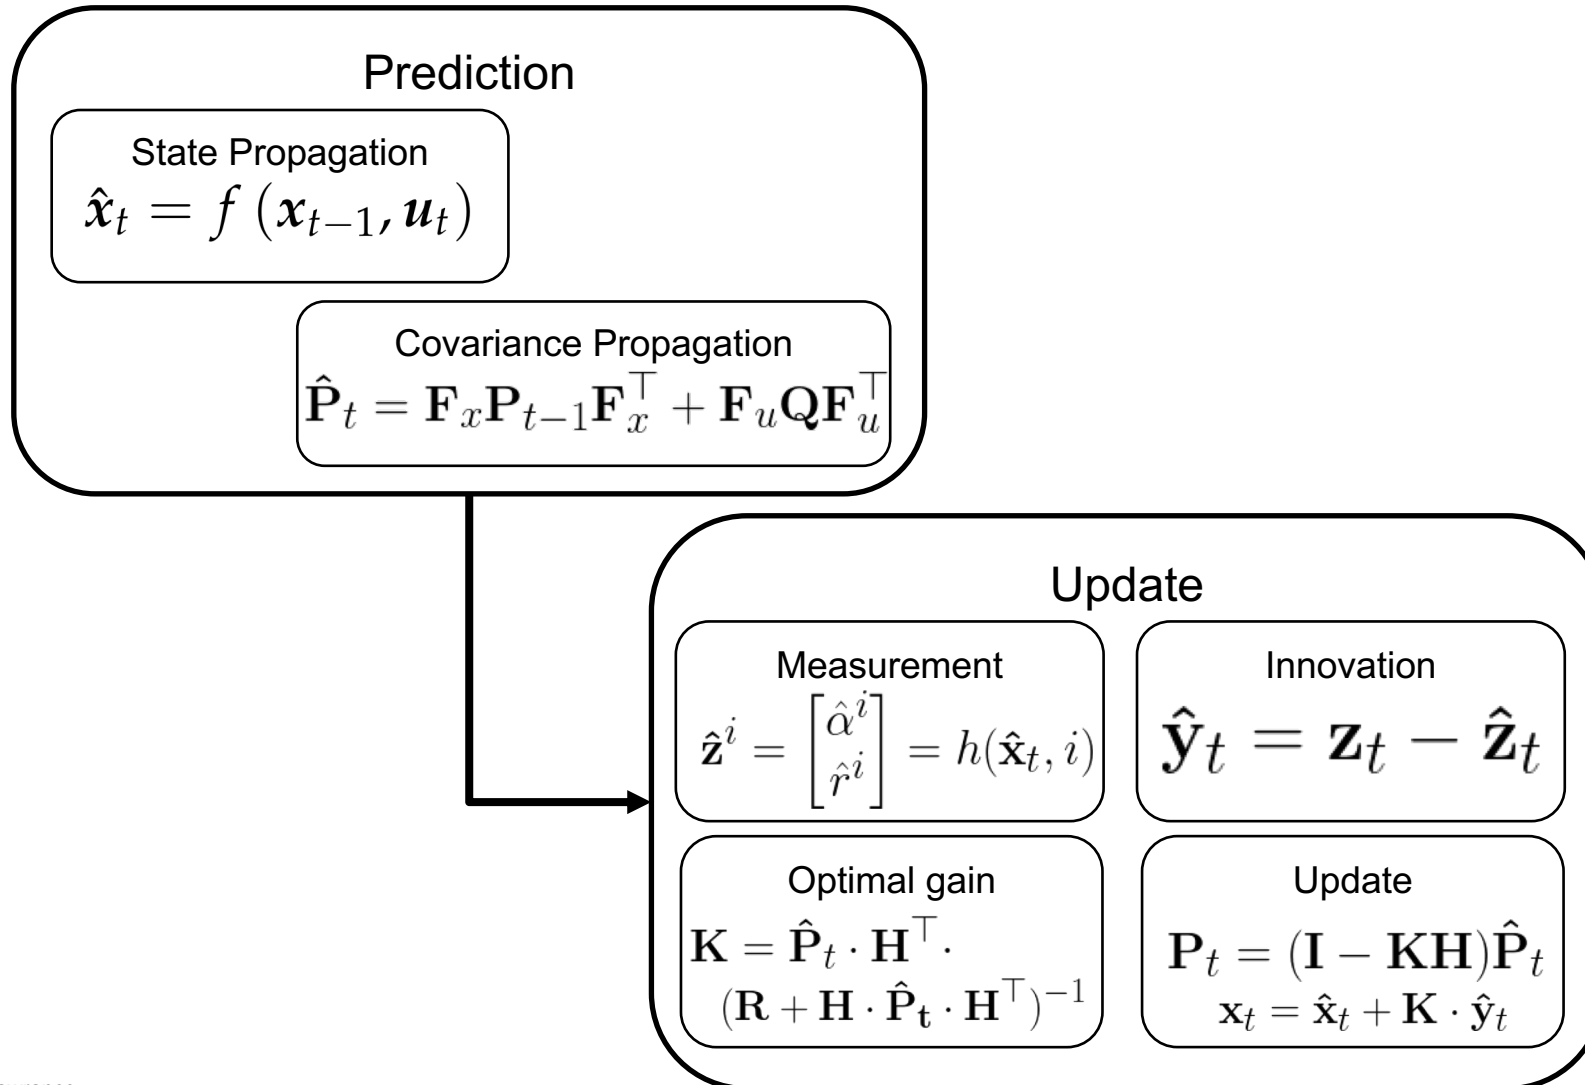 Prediction
State Propagation
x̂_t = f (x_{t−1}, u_t)
Covariance Propagation
P̂_t = F_x P_{t−1} F_x^⊤ + F_u Q F_u^⊤
Update
Measurement
ẑ^i = [α̂^i r̂^i] = h(x̂_t, i)
Innovation
ŷ_t = z_t − ẑ_t
Optimal gain
K = P̂_t · H^⊤ ·
(R + H · P̂_t · H^⊤)^{−1}
Update
P_t = (I − KH)P̂_t
x_t = x̂_t + K · ŷ_t